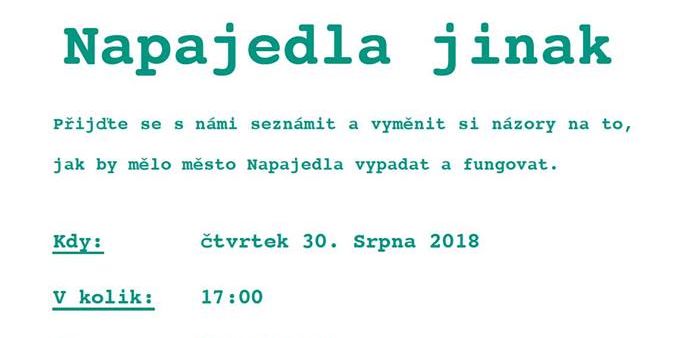 Napajedla jinak
Přijďte se s námi seznámit a vyměnit si názory na to,
jak by mělo město Napajedla vypadat a fungovat.
Kdy: čtvrtek 30. Srpna 2018
V kolik: 17:00